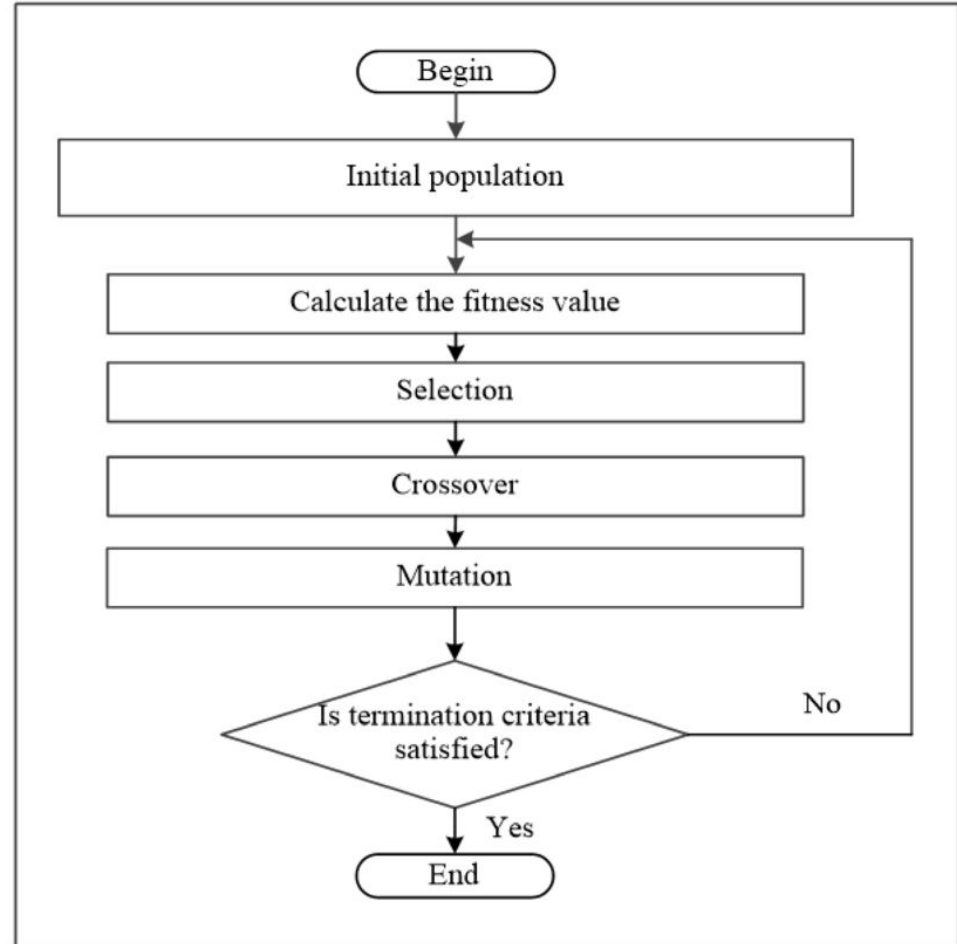 Begin
Initial population
Calculate the fitness value
Selection
Crossover
Mutation
Is termination criteria
satisfied?
No
Yes
End